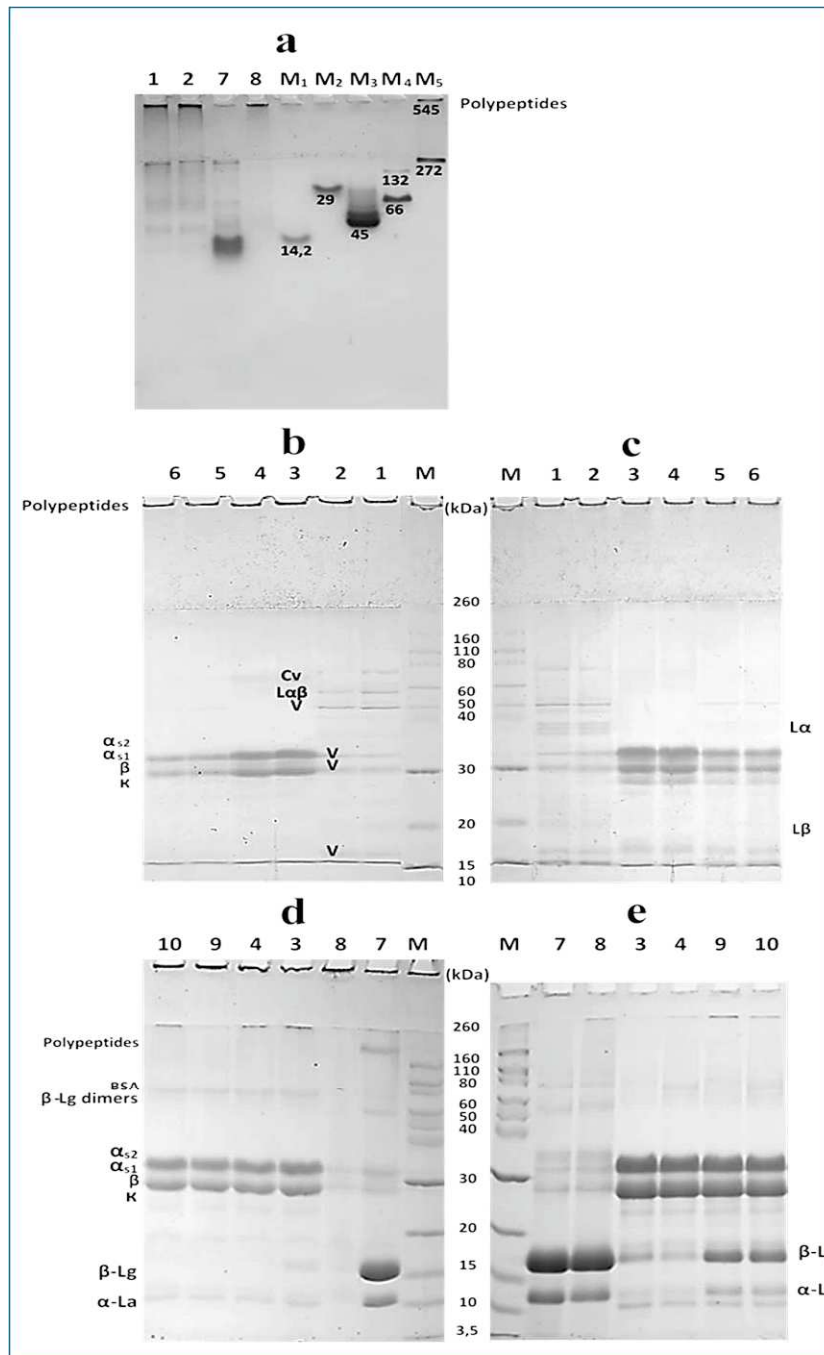 a
1 2 7 8 M₁ M₂ M₃ M₄ M₅
Polypeptides
545
272
132
29
66
45
14,2
b
6 5 4 3 2 1 M
Polypeptides
(kDa)
Cv
Lαβ
V
αs2
αs1
β
κ
V
V
V
260
160
110
80
60
50
40
30
20
15
10
c
M 1 2 3 4 5 6
Lα
Lβ
d
10 9 4 3 8 7 M
(kDa)
Polypeptides
BSA
β-Lg dimers
αs2
αs1
β
κ
β-Lg
α-La
260
160
110
80
60
50
40
30
20
15
10
3,5
e
M 7 8 3 4 9 10
β-L
α-L